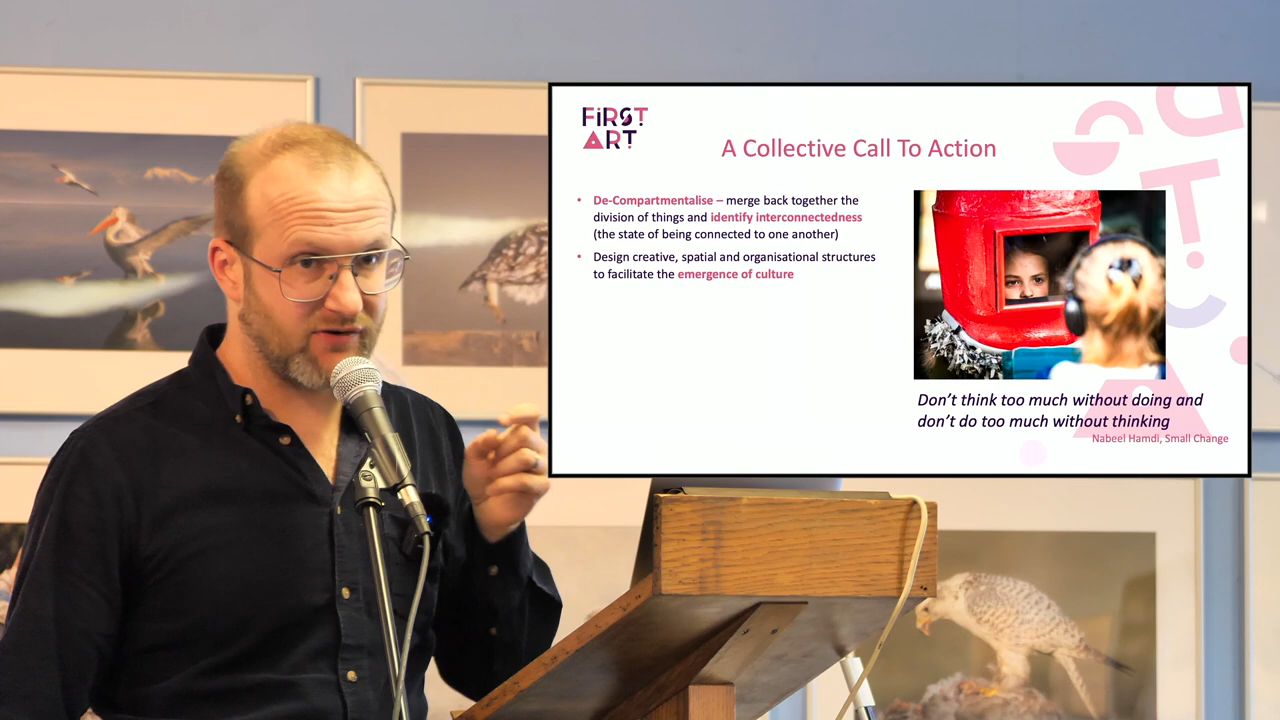 FiRST
ART
A Collective Call To Action
• De-Compartmentalise – merge back together the
division of things and identify interconnectedness
(the state of being connected to one another)
• Design creative, spatial and organisational structures
to facilitate the emergence of culture
Don't think too much without doing and
don't do too much without thinking
Nabeel Hamdi, Small Change